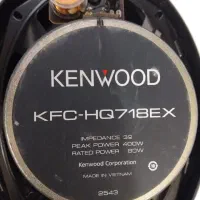 KENWOOD
KFC-HQ718EX
IMPEDANCE 3Ω
PEAK POWER 400W
RATED POWER 80W
Kenwood Corporation
MADE IN VIETNAM
9543